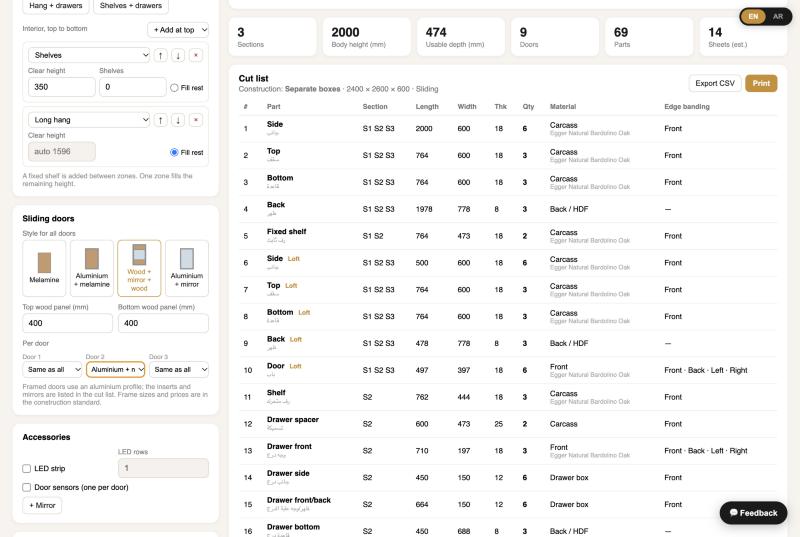 Hang + drawers
Shelves + drawers
Interior, top to bottom
+ Add at top
Shelves
↑
↓
×
Clear height
Shelves
350
0
Fill rest
Long hang
↑
↓
×
Clear height
auto 1596
Fill rest
A fixed shelf is added between zones. One zone fills the
remaining height.
Sliding doors
Style for all doors
Melamine
Aluminium
+ melamine
Wood +
mirror +
wood
Aluminium
+ mirror
Top wood panel (mm)
Bottom wood panel (mm)
400
400
Per door
Door 1
Door 2
Door 3
Same as all
Aluminium + n
Same as all
Framed doors use an aluminium profile; the inserts and
mirrors are listed in the cut list. Frame sizes and prices are in
the construction standard.
Accessories
LED rows
LED strip
1
Door sensors (one per door)
+ Mirror
EN
AR
3
Sections
2000
Body height (mm)
474
Usable depth (mm)
9
Doors
69
Parts
14
Sheets (est.)
Cut list
Construction: Separate boxes · 2400 × 2600 × 600 · Sliding
Export CSV
Print
# Part Section Length Width Thk Qty Material Edge banding
1 Side S1 S2 S3 2000 600 18 6 Carcass Front
جانبي Egger Natural Bardolino Oak
2 Top S1 S2 S3 764 600 18 3 Carcass Front
سقف Egger Natural Bardolino Oak
3 Bottom S1 S2 S3 764 600 18 3 Carcass Front
قاعدة Egger Natural Bardolino Oak
4 Back S1 S2 S3 1978 778 8 3 Back / HDF —
ظهر
5 Fixed shelf S1 S2 764 473 18 2 Carcass Front
رف ثابت Egger Natural Bardolino Oak
6 Side Loft S1 S2 S3 500 600 18 6 Carcass Front
جانبي Egger Natural Bardolino Oak
7 Top Loft S1 S2 S3 764 600 18 3 Carcass Front
سقف Egger Natural Bardolino Oak
8 Bottom Loft S1 S2 S3 764 600 18 3 Carcass Front
قاعدة Egger Natural Bardolino Oak
9 Back Loft S1 S2 S3 478 778 8 3 Back / HDF —
ظهر
10 Door Loft S1 S2 S3 497 397 18 6 Front Front · Back · Left · Right
باب Egger Natural Bardolino Oak
11 Shelf S2 762 444 18 3 Carcass Front
رف متحرك Egger Natural Bardolino Oak
12 Drawer spacer S2 600 473 25 2 Carcass Front
13 Drawer front S2 710 197 18 3 Front Front · Back · Left · Right
وجه درج Egger Natural Bardolino Oak
14 Drawer side S2 450 150 12 6 Drawer box Front
جانب درج
15 Drawer front/back S2 664 150 12 6 Drawer box Front
16 Drawer bottom S2 450 688 8 3 Back / HDF
قاعدة درج
Feedback